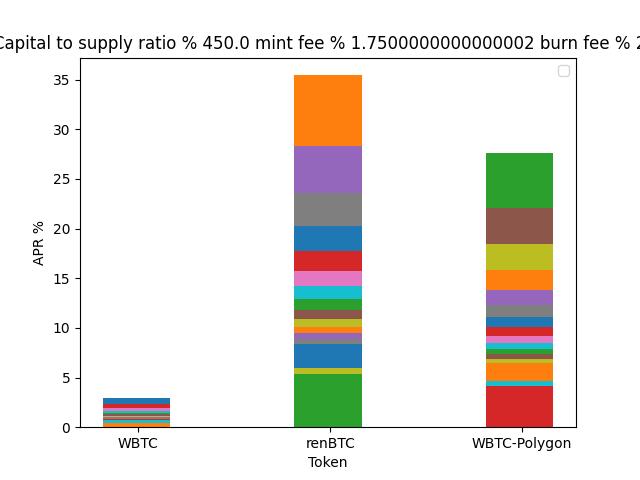 Capital to supply ratio % 450.0 mint fee % 1.7500000000000002 burn fee % 2
35
30
25
20
15
10
5
0
APR %
WBTC
renBTC
WBTC-Polygon
Token